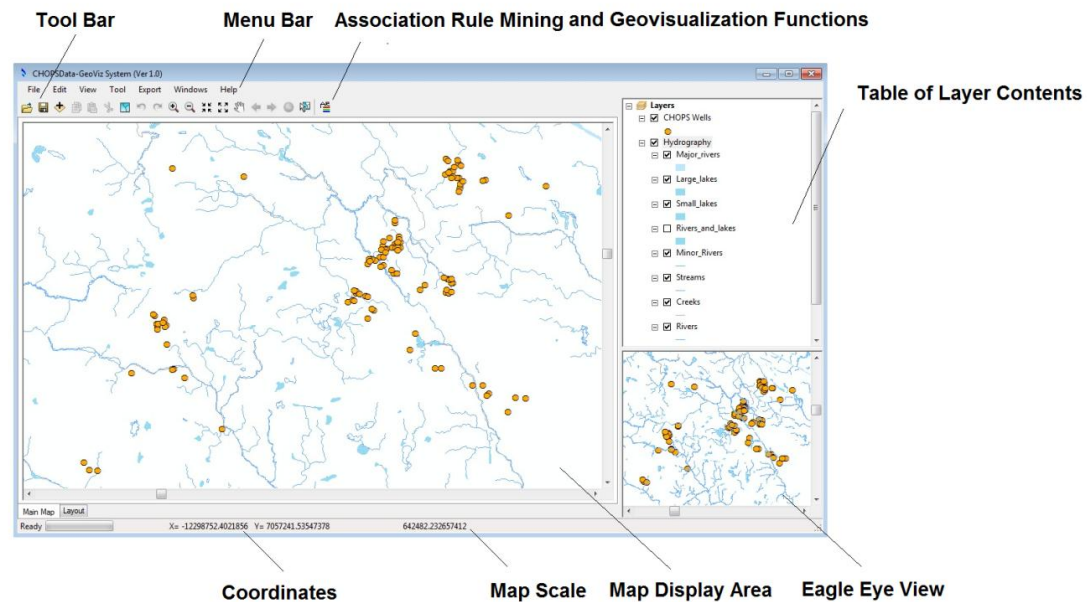 Tool Bar
Menu Bar
Association Rule Mining and Geovisualization Functions
CHOPSData-GeoViz System (Ver 1.0)
File Edit View Tool Export Windows Help
Layers
CHOPS Wells
Hydrography
Major_rivers
Large_lakes
Small_lakes
Rivers_and_lakes
Minor_Rivers
Streams
Creeks
Rivers
Table of Layer Contents
Main Map Layout
Ready X= -12298752.4021856 Y= 7057241.53547378 642482.232657412
Coordinates
Map Scale
Map Display Area
Eagle Eye View